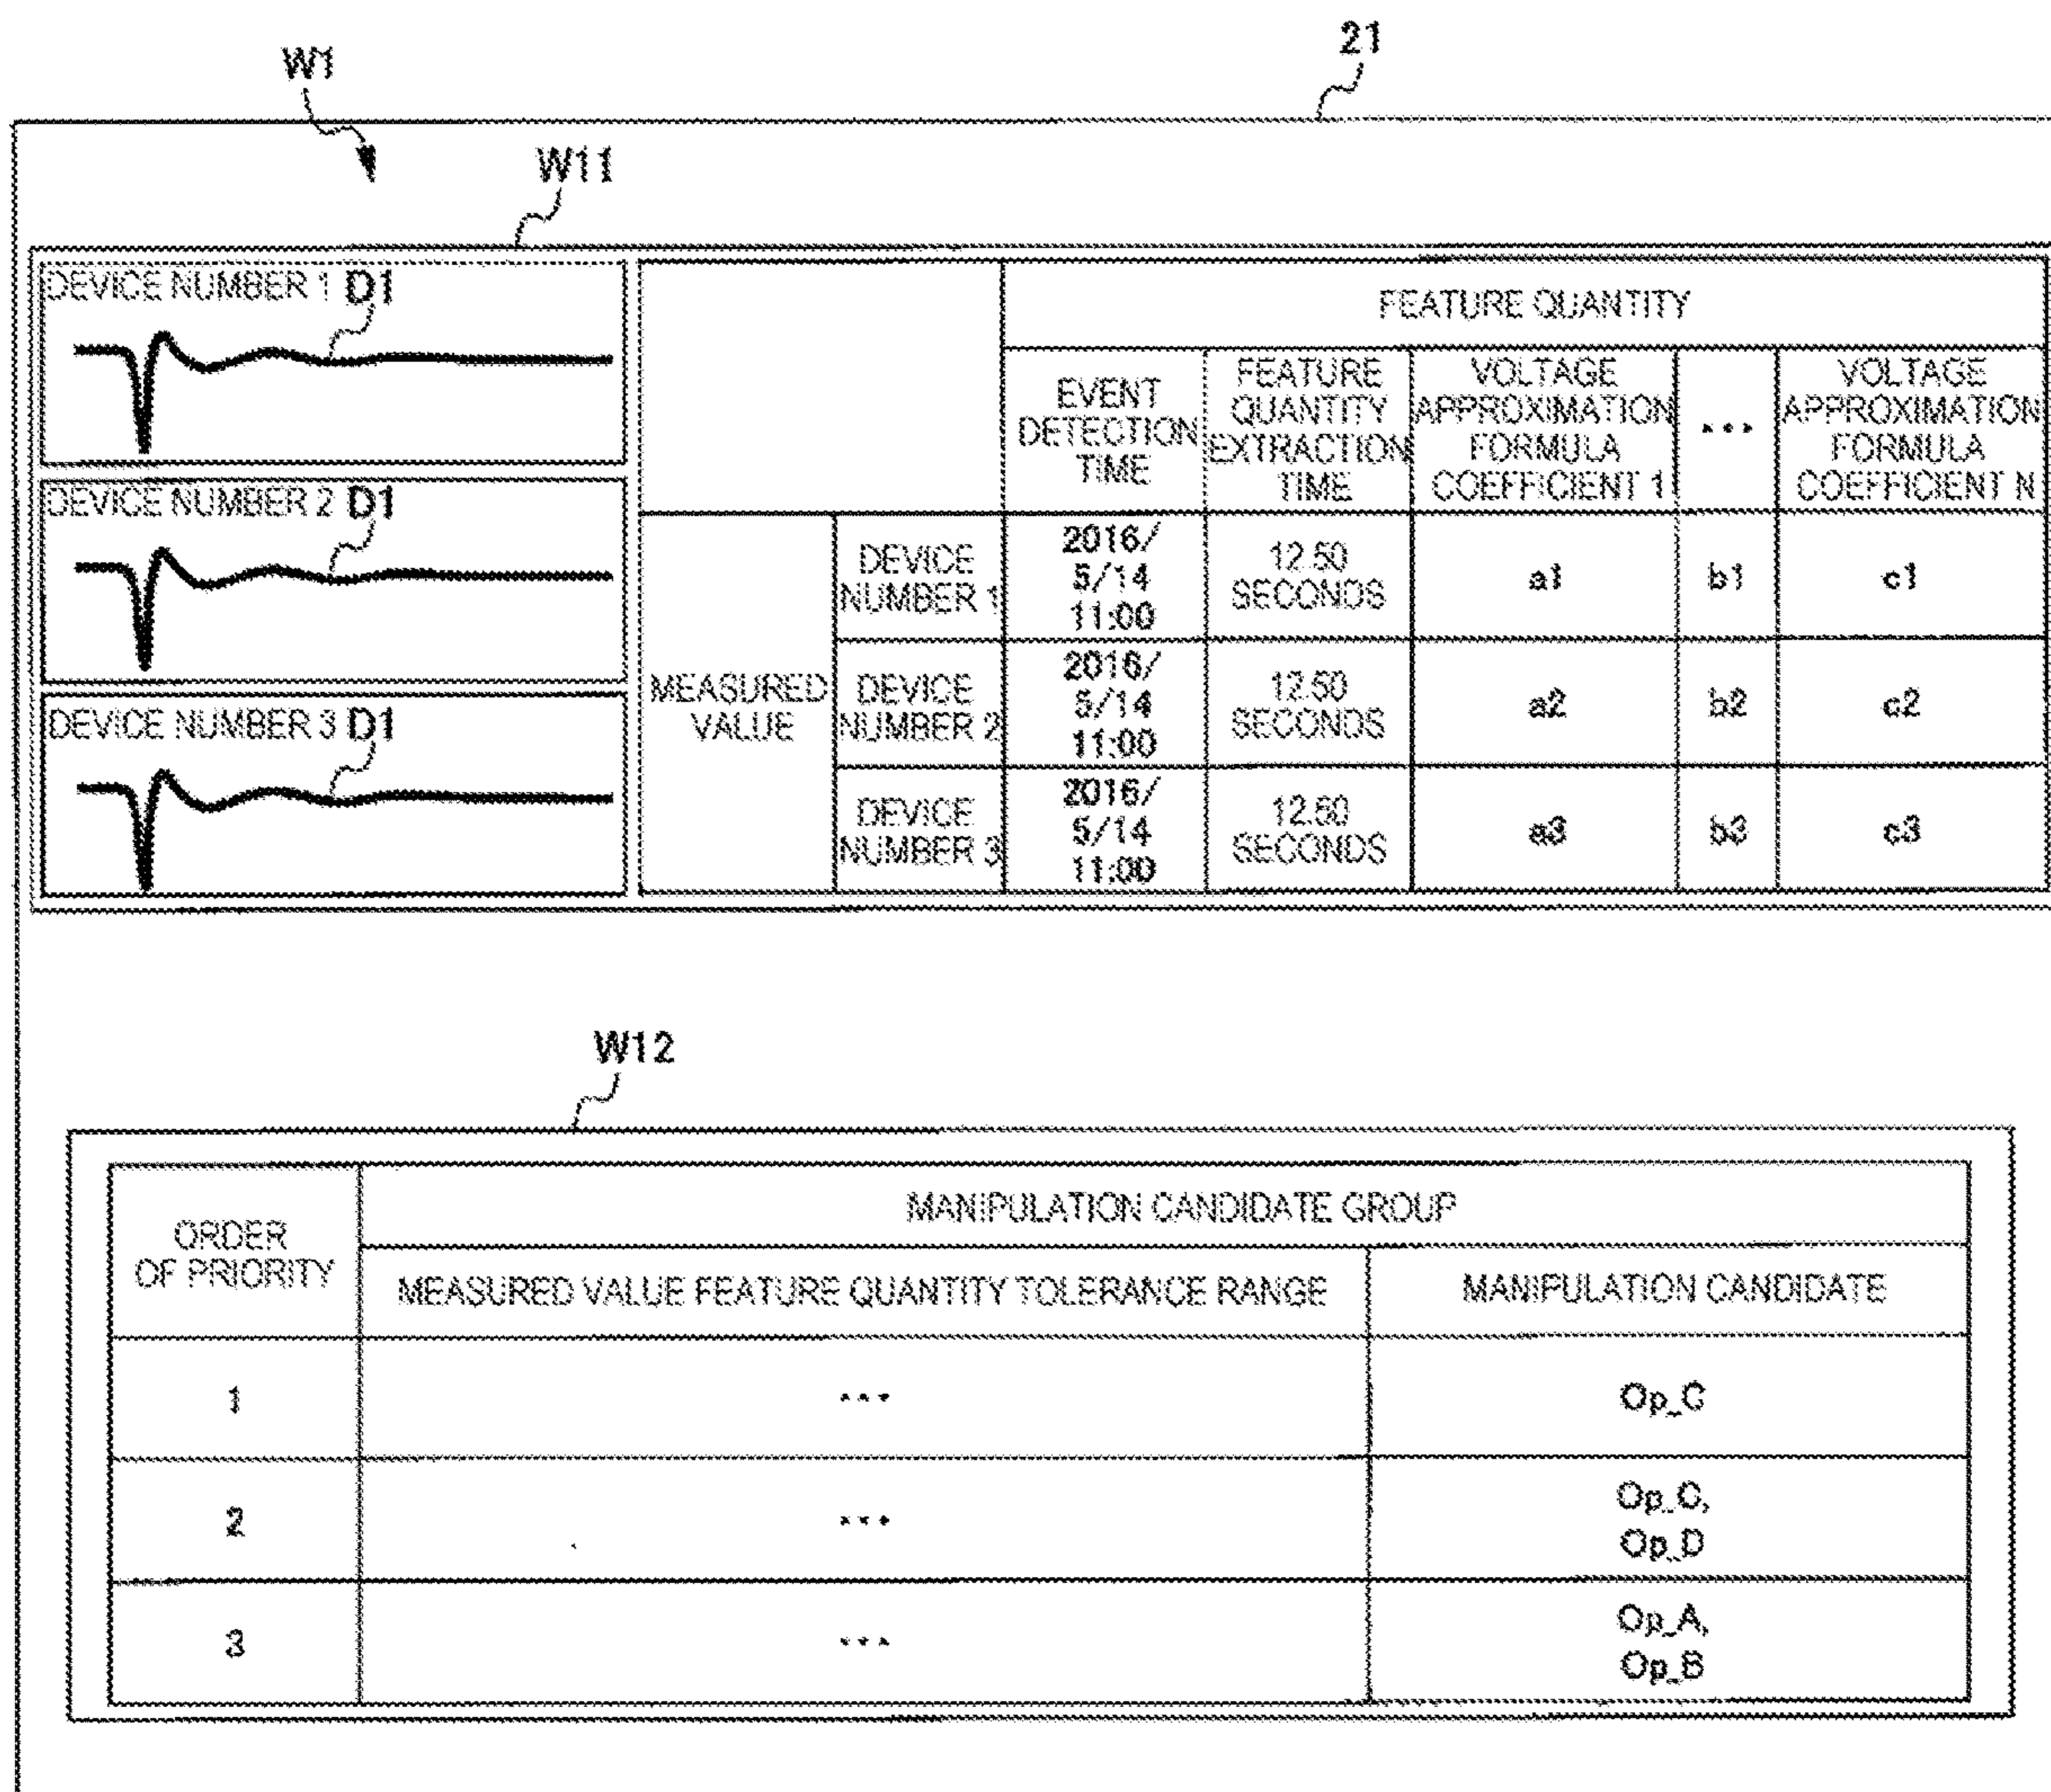 W1
21
W11
DEVICE NUMBER 1 D1
DEVICE NUMBER 2 D1
DEVICE NUMBER 3 D1
FEATURE QUANTITY
EVENT
DETECTION
TIME
FEATURE
QUANTITY
EXTRACTION
TIME
VOLTAGE
APPROXIMATION
FORMULA
COEFFICIENT 1
...
VOLTAGE
APPROXIMATION
FORMULA
COEFFICIENT N
MEASURED
VALUE
DEVICE
NUMBER 1
2016/
5/14
11:00
12.50
SECONDS
a1
b1
c1
DEVICE
NUMBER 2
2016/
5/14
11:00
12.50
SECONDS
a2
b2
c2
DEVICE
NUMBER 3
2016/
5/14
11:00
12.50
SECONDS
a3
b3
c3
W12
ORDER
OF PRIORITY
MANIPULATION CANDIDATE GROUP
MEASURED VALUE FEATURE QUANTITY TOLERANCE RANGE
MANIPULATION CANDIDATE
1
...
Op_C
2
...
Op_C,
Op_D
3
...
Op_A,
Op_B